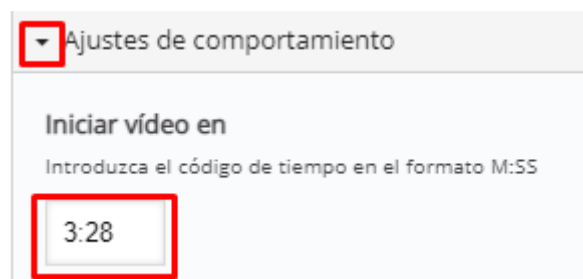 Ajustes de comportamiento
Iniciar vídeo en
Introduzca el código de tiempo en el formato M:SS
3:28